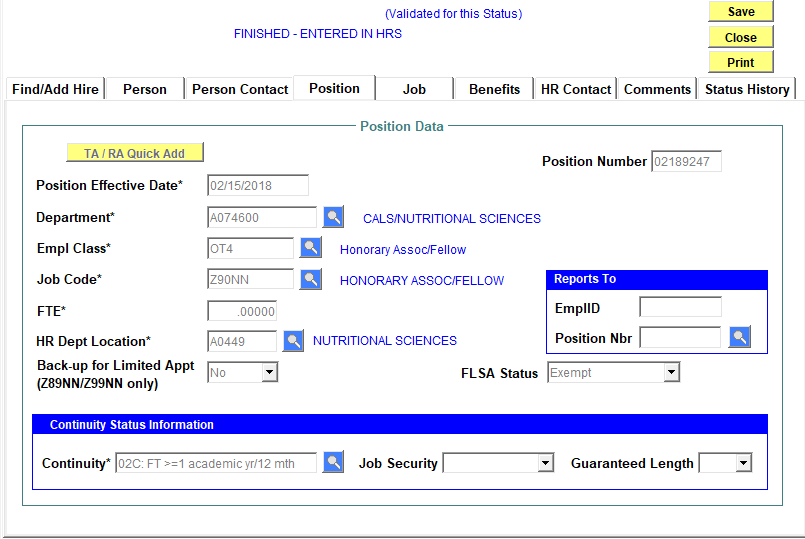 (Validated for this Status)
FINISHED - ENTERED IN HRS
Save
Close
Print
Find/Add Hire Person Person Contact Position Job Benefits HR Contact Comments Status History
Position Data
TA / RA Quick Add
Position Number 02189247
Position Effective Date* 02/15/2018
Department* A074600 CALS/NUTRITIONAL SCIENCES
Empl Class* OT4 Honorary Assoc/Fellow
Job Code* Z90NN HONORARY ASSOC/FELLOW
FTE* .00000
HR Dept Location* A0449 NUTRITIONAL SCIENCES
Reports To
EmplID
Position Nbr
Back-up for Limited Appt
(Z89NN/Z99NN only) No
FLSA Status Exempt
Continuity Status Information
Continuity* 02C: FT >=1 academic yr/12 mth Job Security Guaranteed Length